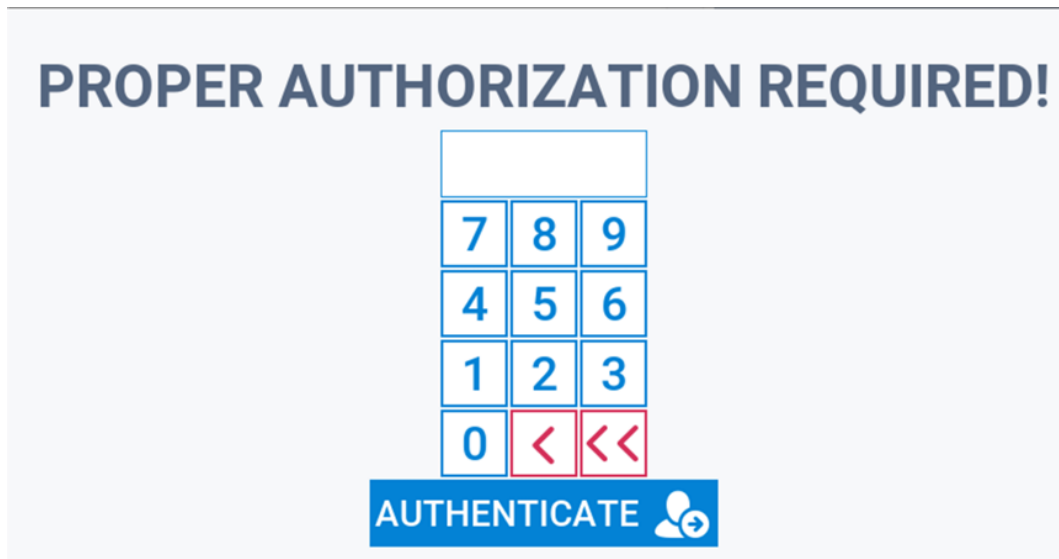 PROPER AUTHORIZATION REQUIRED!
7 8 9
4 5 6
1 2 3
0 < <<
AUTHENTICATE